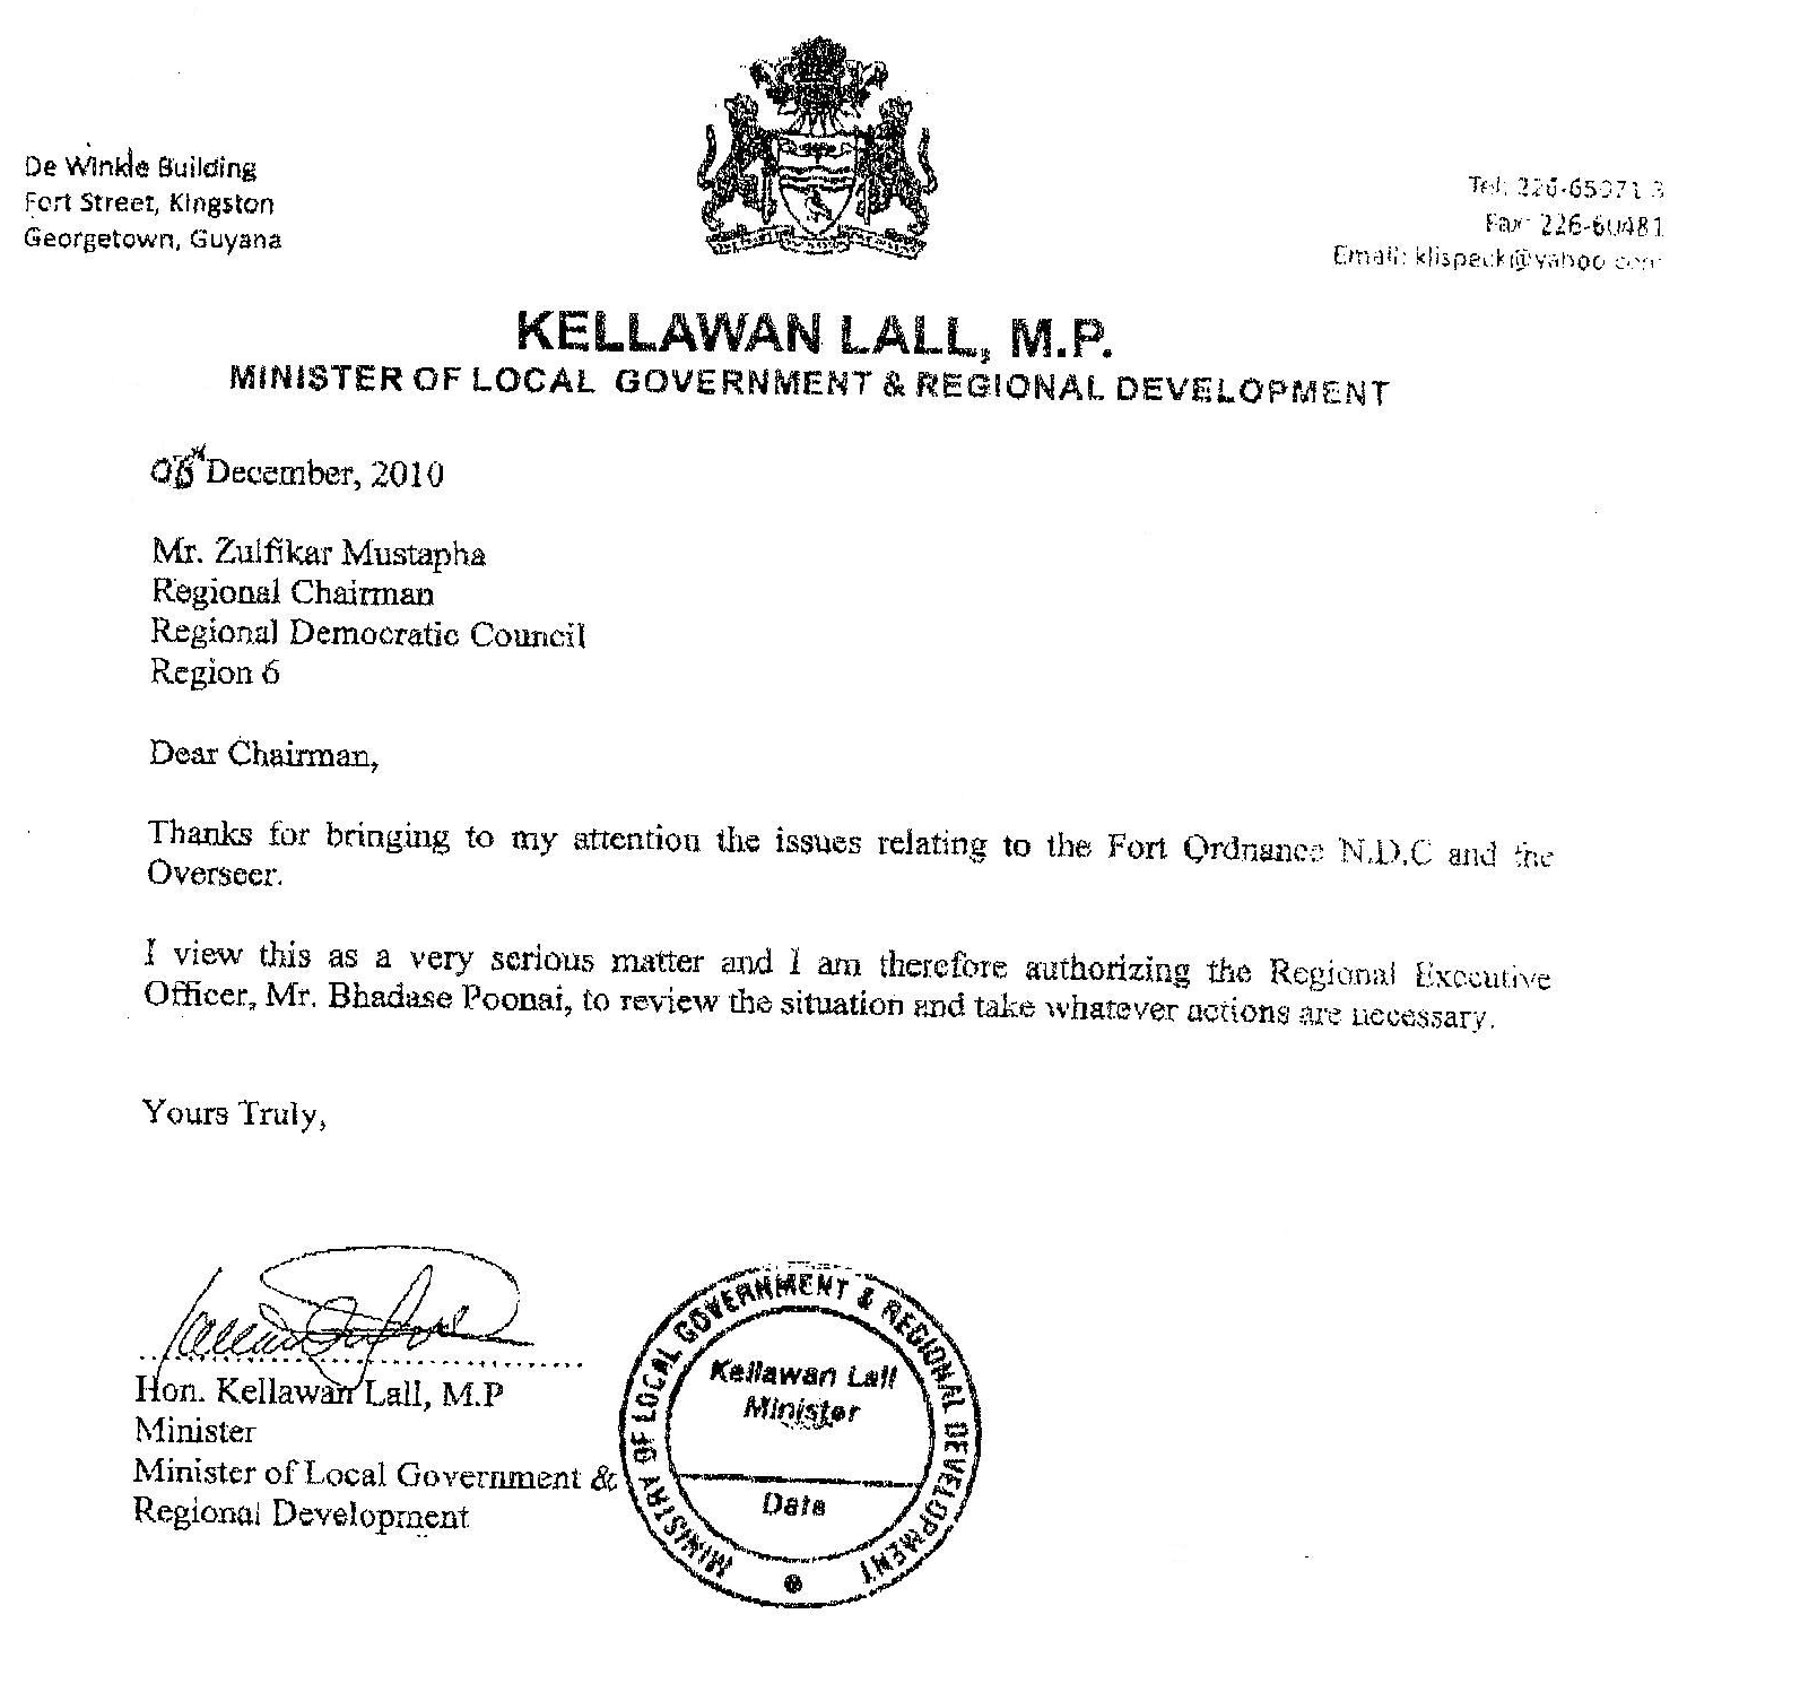 De Winkle Building
Fort Street, Kingston
Georgetown, Guyana
Tel:
Fax: 226-60481
Email: klispeck@yahoo.com
KELLAWAN LALL, M.P.
MINISTER OF LOCAL GOVERNMENT & REGIONAL DEVELOPMENT
December, 2010
Mr. Zulfikar Mustapha
Regional Chairman
Regional Democratic Council
Region 6
Dear Chairman,
Thanks for bringing to my attention the issues relating to the Fort Ordnance N.D.C and the
Overseer.
I view this as a very serious matter and I am therefore authorizing the Regional Executive
Officer, Mr. Bhadase Poonai, to review the situation and take whatever actions are necessary.
Yours Truly,
Hon. Kellawan Lall, M.P
Minister
Minister of Local Government &
Regional Development
MINISTRY OF LOCAL GOVERNMENT & REGIONAL DEVELOPMENT
Kellawan Lall
Minister
Date